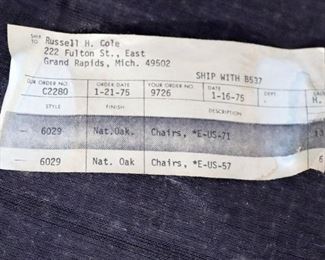 SHIP TO Russell H. Cole
222 Fulton St., East
Grand Rapids, Mich. 49502
SHIP WITH B537
OUR ORDER NO. ORDER DATE YOUR ORDER NO. DATE DEPT.
C2280 1-21-75 9726 1-16-75 H.
STYLE FINISH DESCRIPTION
- 6029 Nat. Oak Chairs, *E-US-71
- 6029 Nat. Oak. Chairs, *E-US-57 6